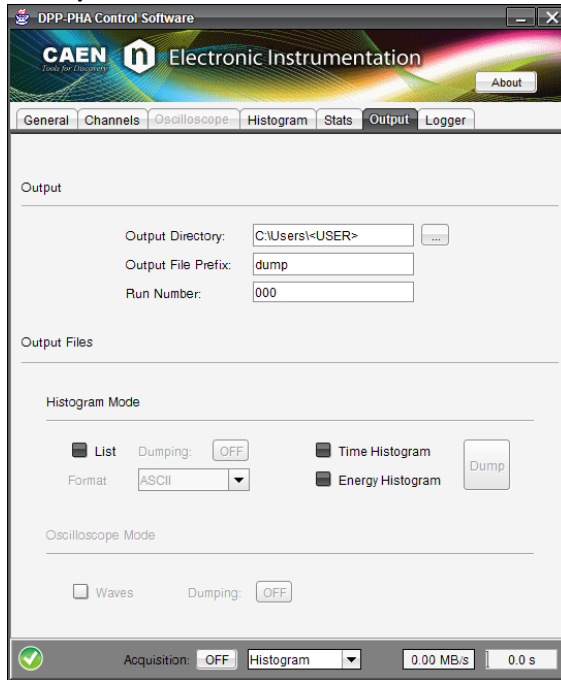 DPP-PHA Control Software
CAEN n Electronic Instrumentation
Tools for Discovery
About
General Channels Oscilloscope Histogram Stats Output Logger
Output
Output Directory: C:\Users\<USER> ...
Output File Prefix: dump
Run Number: 000
Output Files
Histogram Mode
List Dumping: OFF Time Histogram
Format ASCII Energy Histogram Dump
Oscilloscope Mode
Waves Dumping: OFF
Acquisition: OFF Histogram 0.00 MB/s 0.0 s